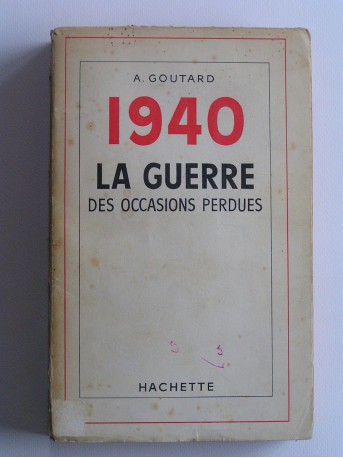 A. GOUTARD
1940
LA GUERRE
DES OCCASIONS PERDUES
HACHETTE